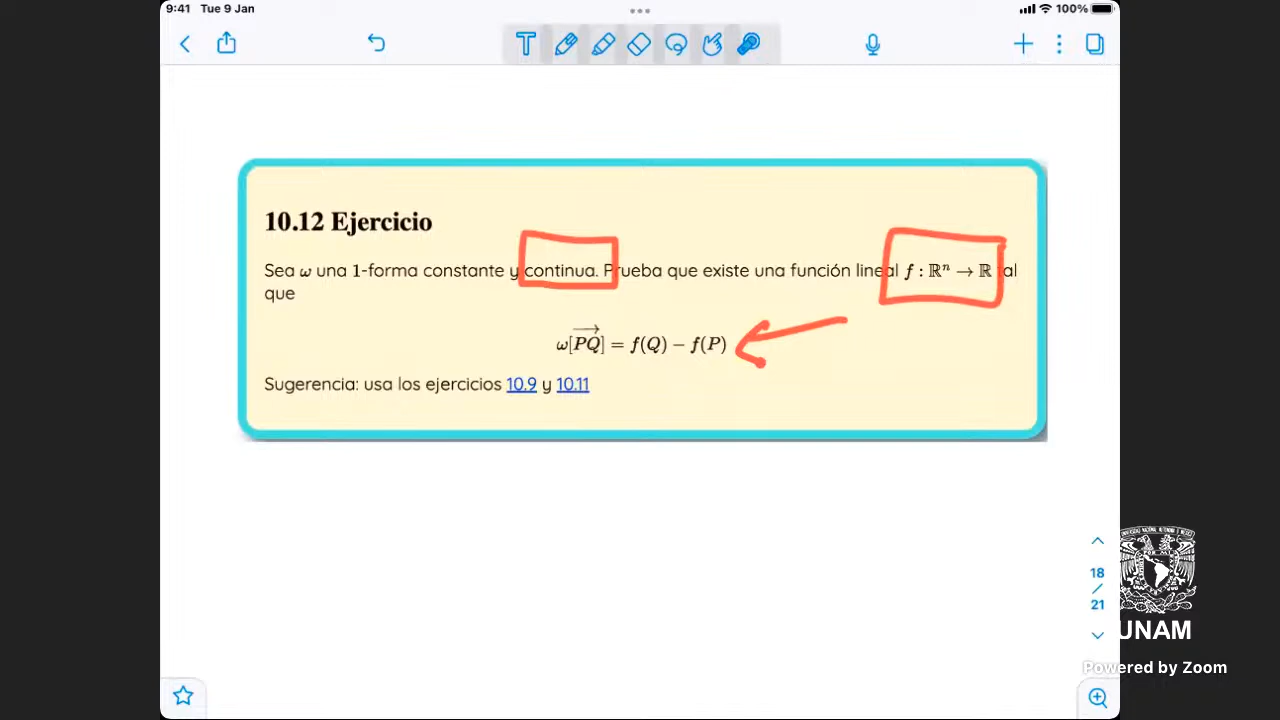 9:41 Tue 9 Jan
100%
T
10.12 Ejercicio
Sea ω una 1-forma constante y continua. Prueba que existe una función lineal f : ℝⁿ → ℝ tal
que
ω[PQ⃗] = f(Q) − f(P)
Sugerencia: usa los ejercicios 10.9 y 10.11
18
/
21
UNAM
Powered by Zoom